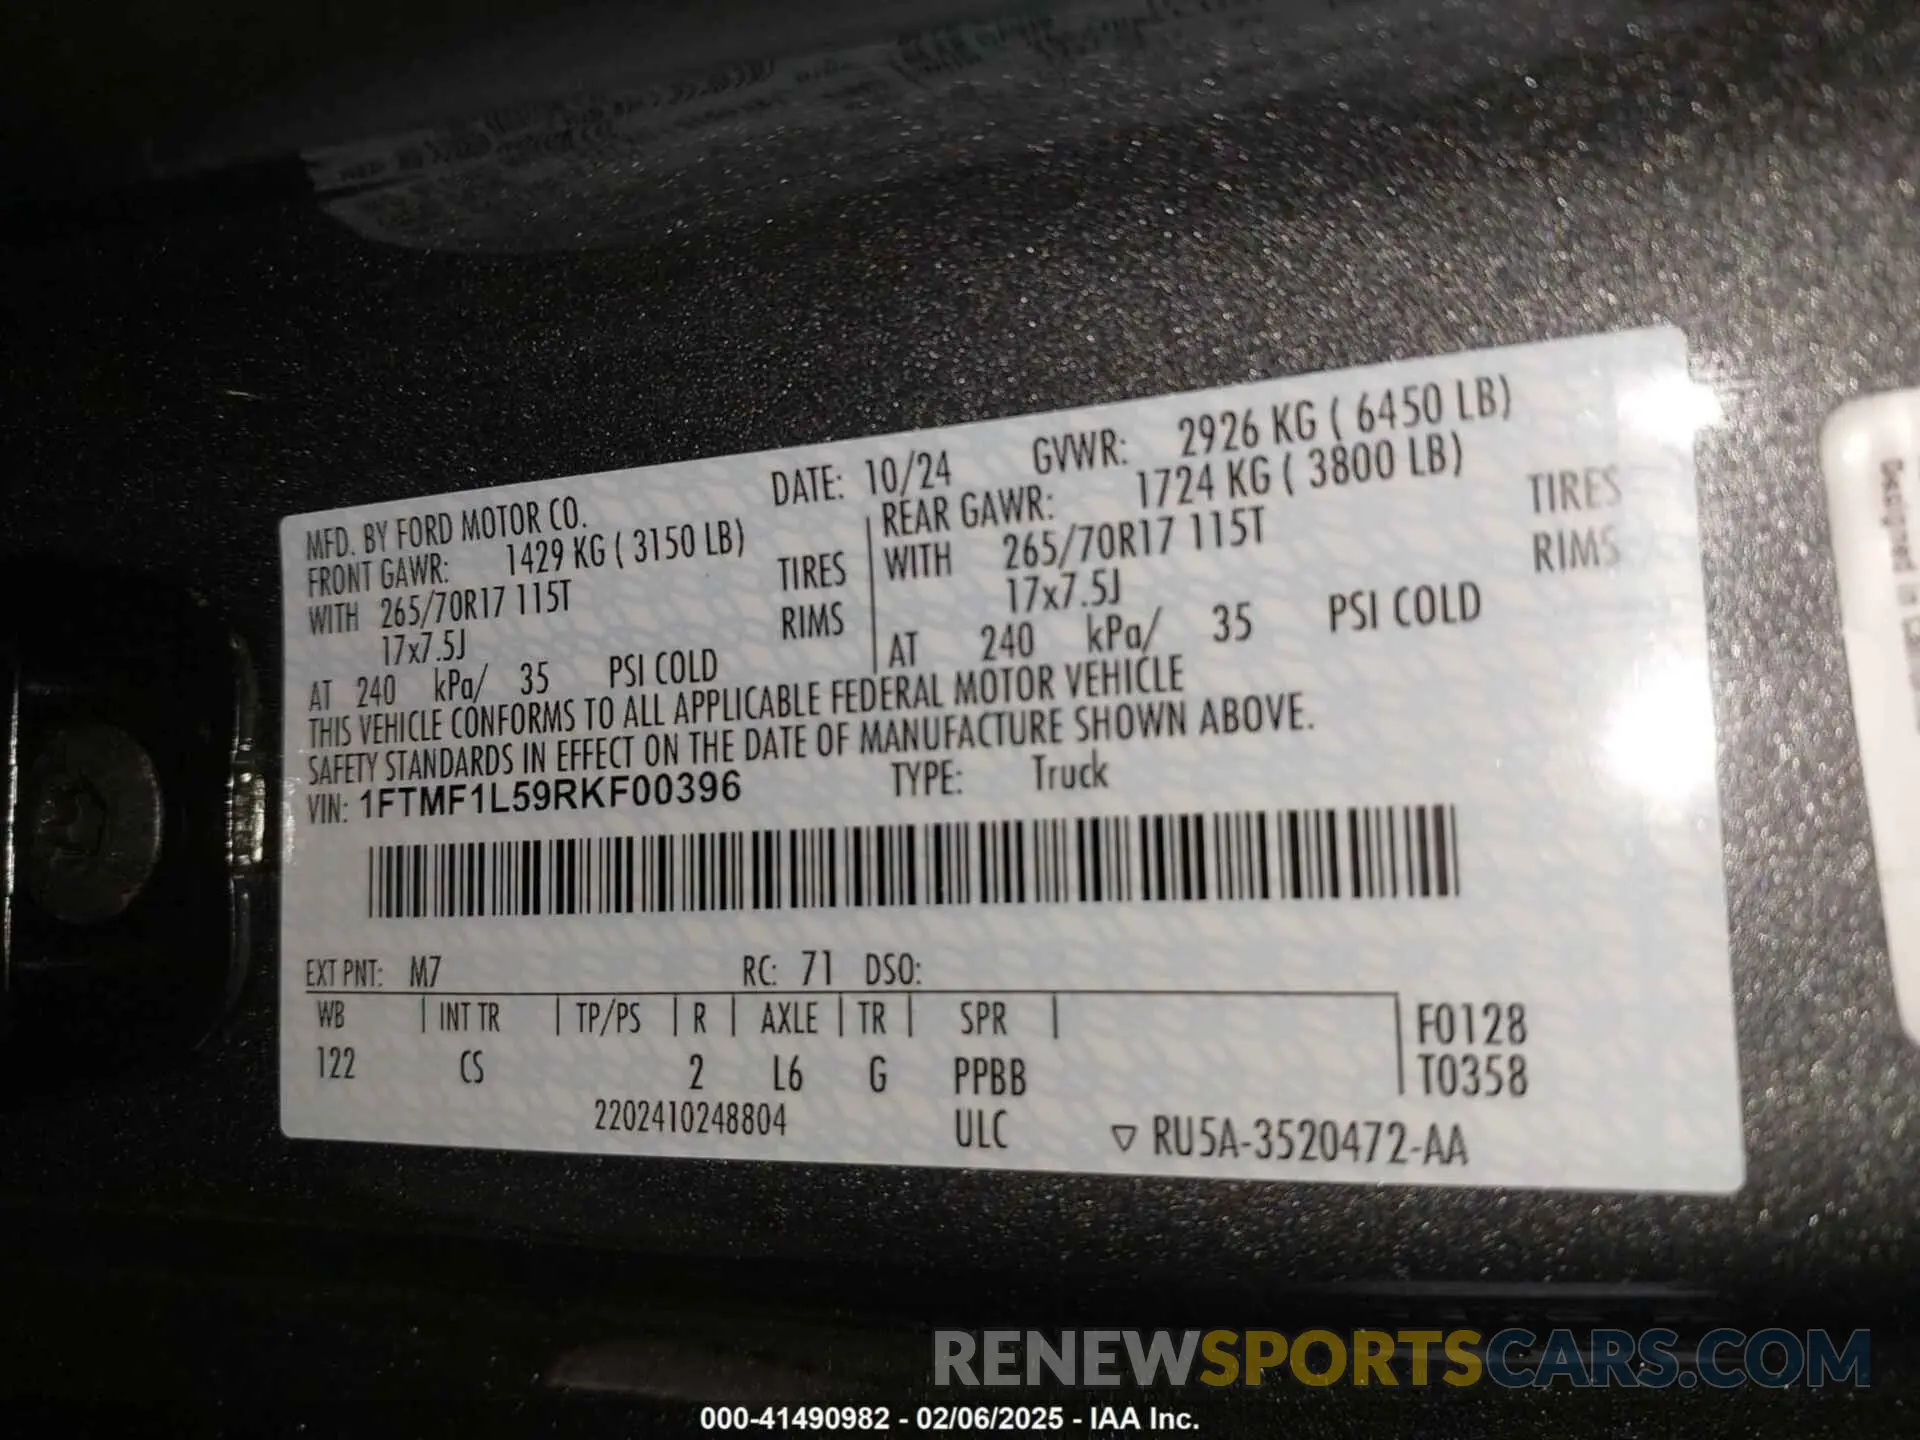 MFD. BY FORD MOTOR CO. DATE: 10/24 GVWR: 2926 KG ( 6450 LB)
FRONT GAWR: 1429 KG ( 3150 LB) REAR GAWR: 1724 KG ( 3800 LB)
WITH 265/70R17 115T TIRES WITH 265/70R17 115T TIRES
17x7.5J RIMS 17x7.5J RIMS
AT 240 kPa/ 35 PSI COLD AT 240 kPa/ 35 PSI COLD
THIS VEHICLE CONFORMS TO ALL APPLICABLE FEDERAL MOTOR VEHICLE
SAFETY STANDARDS IN EFFECT ON THE DATE OF MANUFACTURE SHOWN ABOVE.
VIN: 1FTMF1L59RKF00396 TYPE: Truck
EXT PNT: M7 RC: 71 DSO:
WB INT TR TP/PS R AXLE TR SPR F0128
122 CS 2 L6 G PPBB T0358
2202410248804 ULC ▽ RU5A-3520472-AA
Designed in
RENEWSPORTSCARS.COM
000-41490982 - 02/06/2025 - IAA Inc.